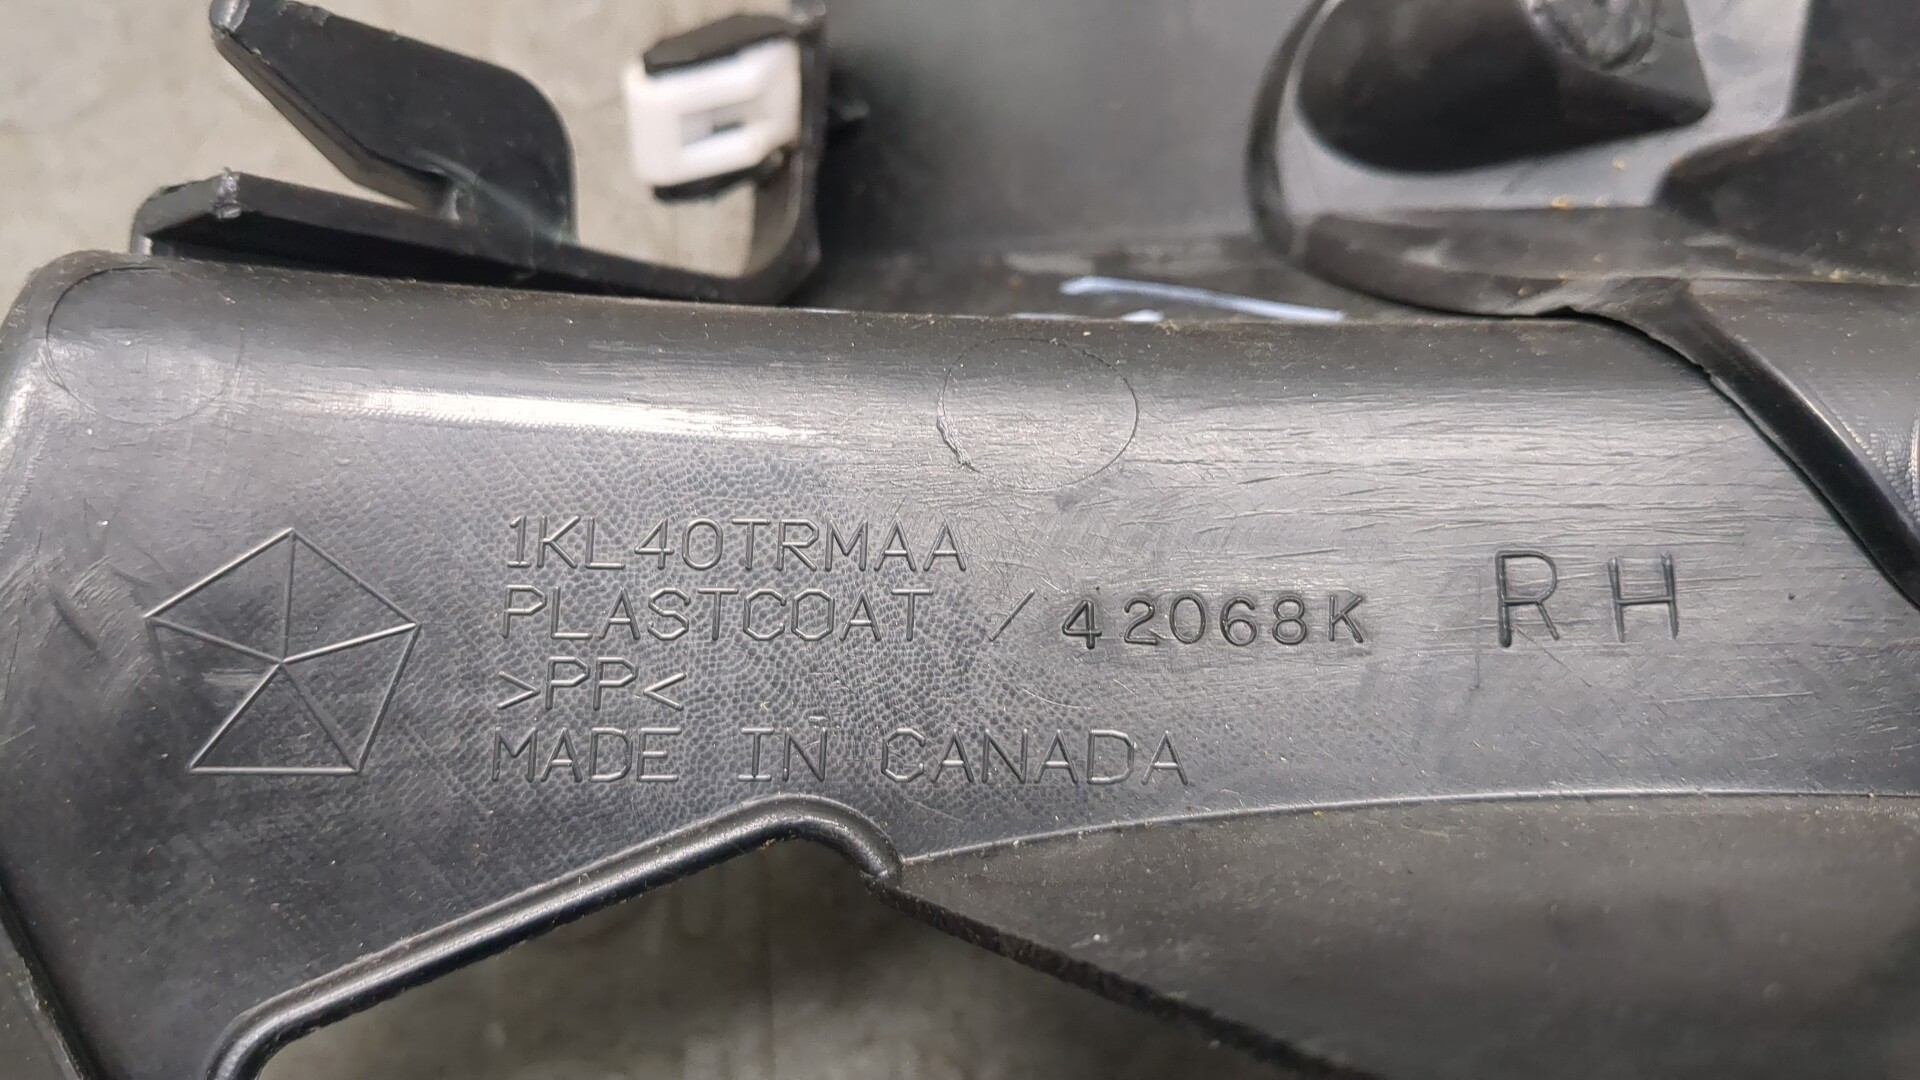 1KL40TRMAA
PLASTCOAT / 42068K RH
>PP<
MADE IN CANADA